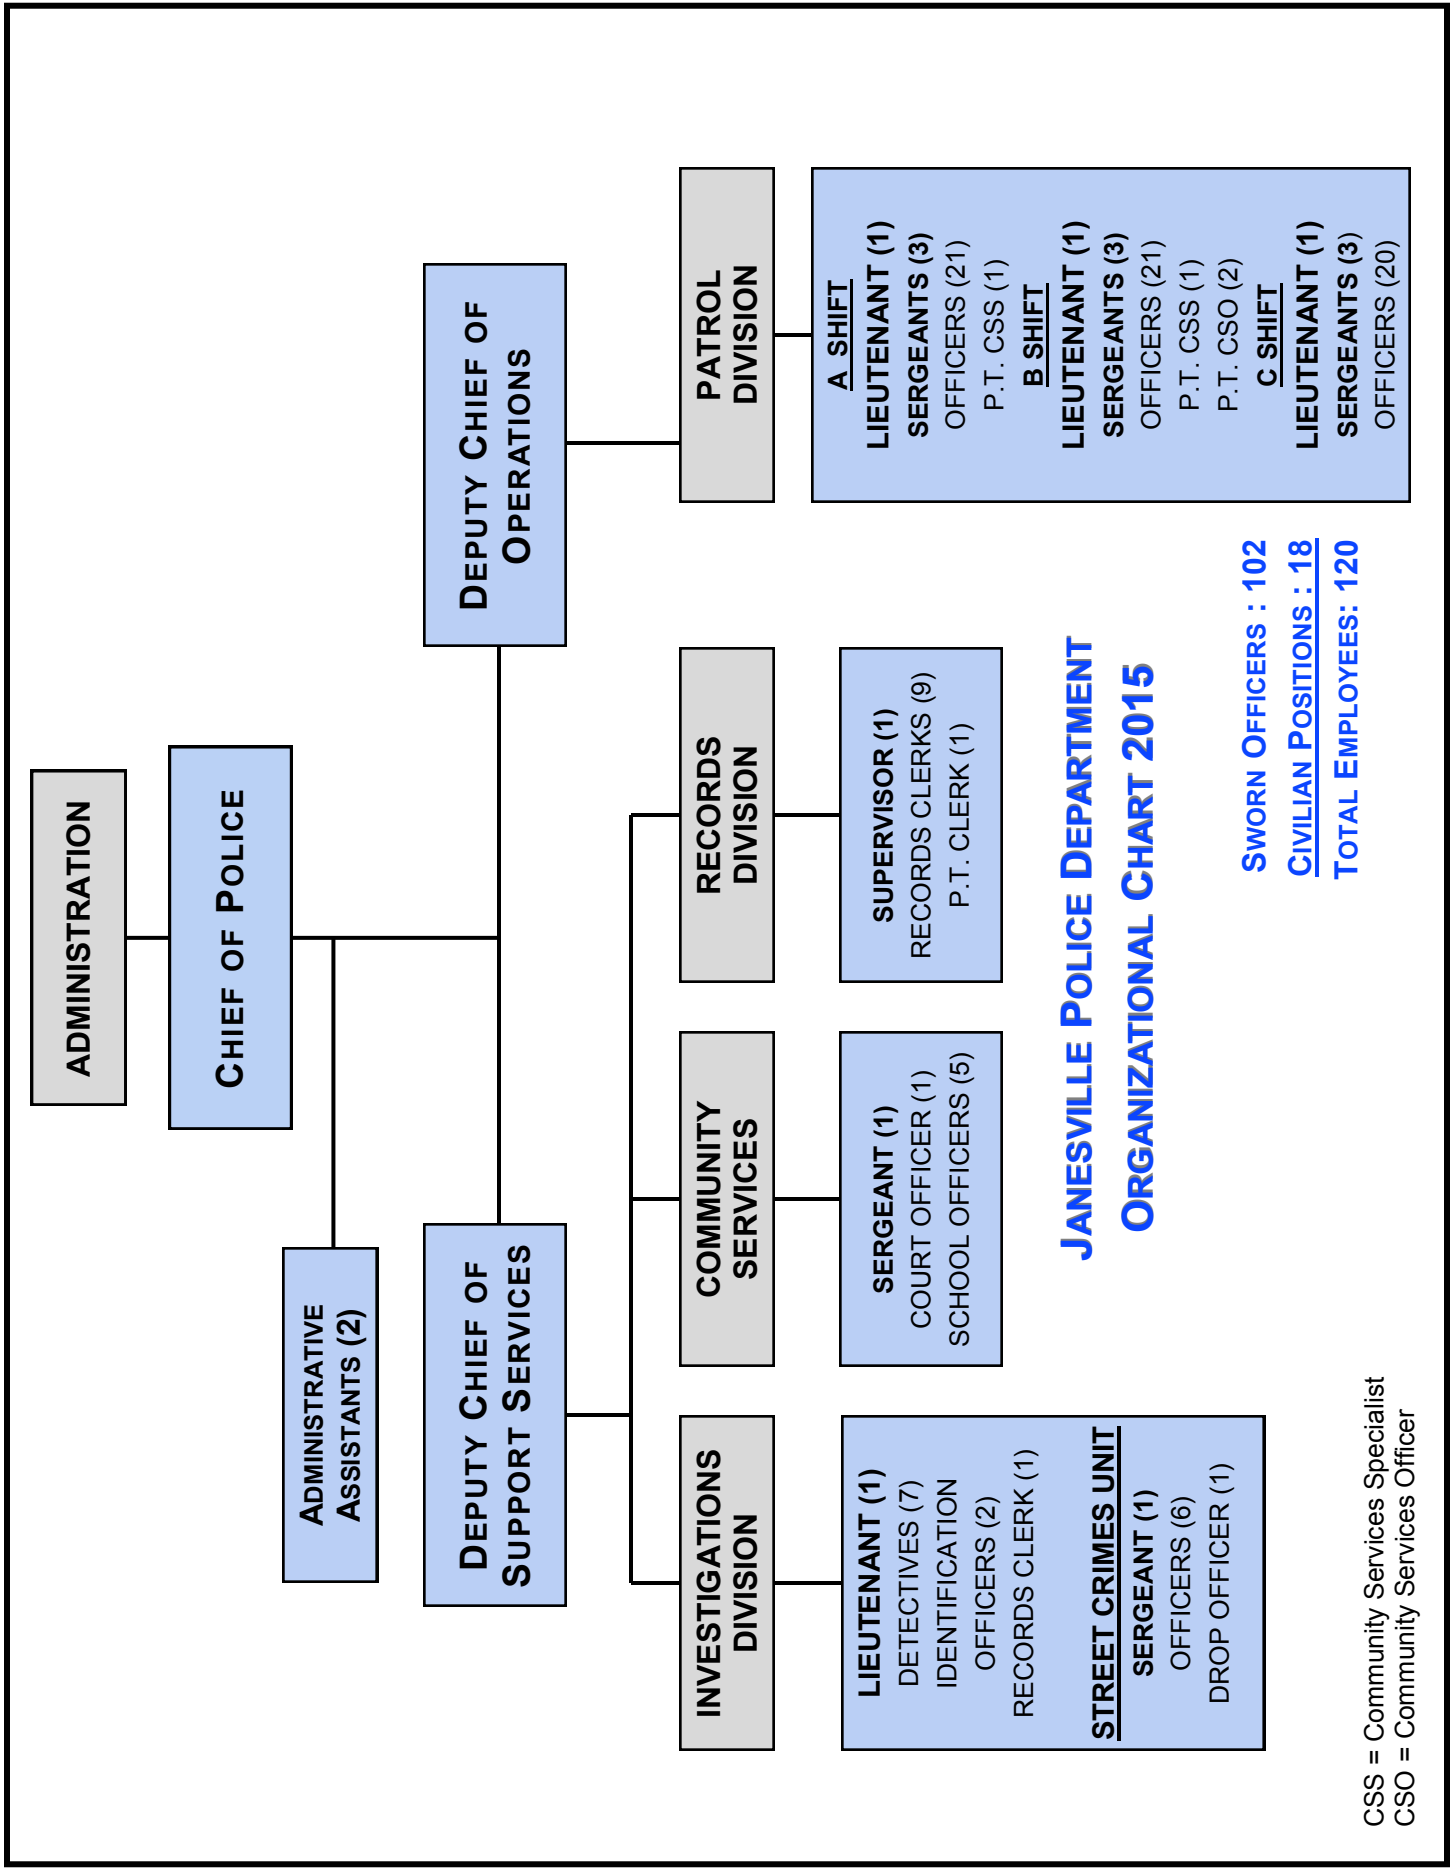 ADMINISTRATION
CHIEF OF POLICE
ADMINISTRATIVE
ASSISTANTS (2)
DEPUTY CHIEF OF
SUPPORT SERVICES
DEPUTY CHIEF OF
OPERATIONS
INVESTIGATIONS
DIVISION
COMMUNITY
SERVICES
RECORDS
DIVISION
PATROL
DIVISION
LIEUTENANT (1)
DETECTIVES (7)
IDENTIFICATION
OFFICERS (2)
RECORDS CLERK (1)
STREET CRIMES UNIT
SERGEANT (1)
OFFICERS (6)
DROP OFFICER (1)
SERGEANT (1)
COURT OFFICER (1)
SCHOOL OFFICERS (5)
SUPERVISOR (1)
RECORDS CLERKS (9)
P.T. CLERK (1)
A SHIFT
LIEUTENANT (1)
SERGEANTS (3)
OFFICERS (21)
P.T. CSS (1)
B SHIFT
LIEUTENANT (1)
SERGEANTS (3)
OFFICERS (21)
P.T. CSS (1)
P.T. CSO (2)
C SHIFT
LIEUTENANT (1)
SERGEANTS (3)
OFFICERS (20)
JANESVILLE POLICE DEPARTMENT
ORGANIZATIONAL CHART 2015
SWORN OFFICERS : 102
CIVILIAN POSITIONS : 18
TOTAL EMPLOYEES: 120
CSS = Community Services Specialist
CSO = Community Services Officer